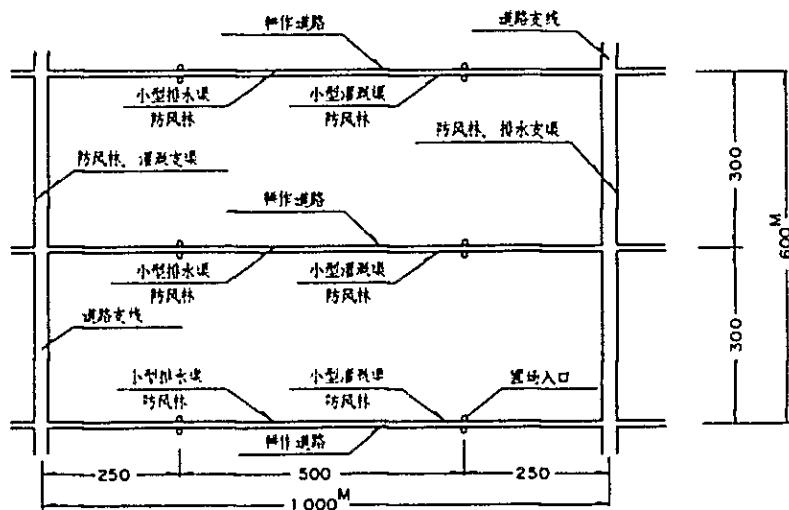 耕作道路
道路支线
小型排水渠
防风林
小型灌溉渠
防风林
防风林、排水支渠
防风林、灌溉支渠
300
耕作道路
600M
小型排水渠
防风林
小型灌溉渠
防风林
道路支线
300
小型排水渠
防风林
小型灌溉渠
防风林
入口
耕作道路
250
500
250
1000M